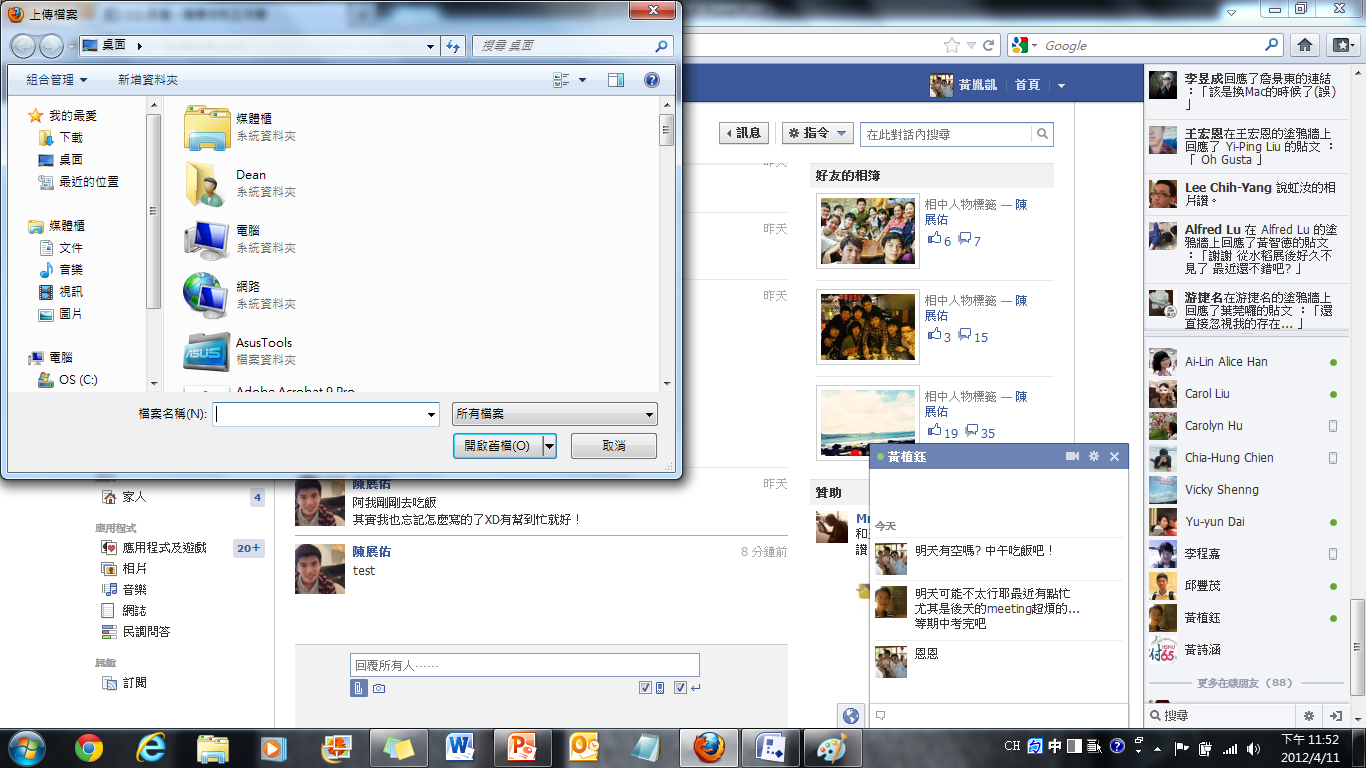 上傳檔案
桌面
搜尋 桌面
Google
組合管理
新增資料夾
我的最愛
下載
桌面
最近的位置
媒體櫃
文件
音樂
視訊
圖片
電腦
OS (C:)
媒體櫃
系統資料夾
Dean
系統資料夾
電腦
系統資料夾
網路
系統資料夾
ASUS
AsusTools
檔案資料夾
Adobe Acrobat 9 Pro
檔案名稱(N):
所有檔案
開啟舊檔(O)
取消
黃胤凱
首頁
訊息
指令
在此對話內搜尋
昨天
昨天
昨天
昨天
好友的相簿
相中人物標籤 — 陳
展佑
6 7
相中人物標籤 — 陳
展佑
3 15
相中人物標籤 — 陳
展佑
19 35
贊助
家人
4
應用程式
應用程式及遊戲
20+
相片
音樂
網誌
民調問答
訂閱
陳展佑
阿我剛剛去吃飯
其實我也忘記怎麼寫的了XD有幫到忙就好！
昨天
陳展佑
8 分鐘前
test
回覆所有人......
黃植鈺
今天
明天有空嗎? 中午吃飯吧！
明天可能不太行耶最近有點忙
尤其是後天的meeting超煩的...
等期中考完吧
恩恩
李昱成回應了詹景東的連結
：「該是換Mac的時候了(誤)
」
王宏恩在王宏恩的塗鴉牆上
回應了 Yi-Ping Liu 的貼文 ：
「 Oh Gusta 」
Lee Chih-Yang 說虹汝的相
片讚。
Alfred Lu 在 Alfred Lu 的塗
鴉牆上回應了黃智德的貼文
：「謝謝 從水稻展後好久不
見了 最近還不錯吧? 」
游捷名在游捷名的塗鴉牆上
回應了葉莞曬的貼文 ：「還
直接忽視我的存在... 」
Ai-Lin Alice Han
Carol Liu
Carolyn Hu
Chia-Hung Chien
Vicky Shenng
Yu-yun Dai
李程嘉
邱豐茂
黃植鈺
黃詩涵
更多在線朋友 (88)
搜尋
CH
中
下午 11:52
2012/4/11